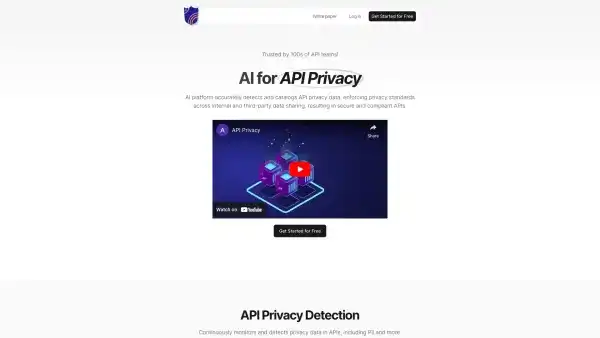 Whitepaper Log in Get Started for Free
Trusted by 100s of API teams!
AI for API Privacy
AI platform accurately detects and catalogs API privacy data, enforcing privacy standards
across internal and third-party data sharing, resulting in secure and compliant APIs
A API Privacy
Share
Watch on YouTube
Get Started for Free
API Privacy Detection
Continuously monitors and detects privacy data in APIs, including PII and more